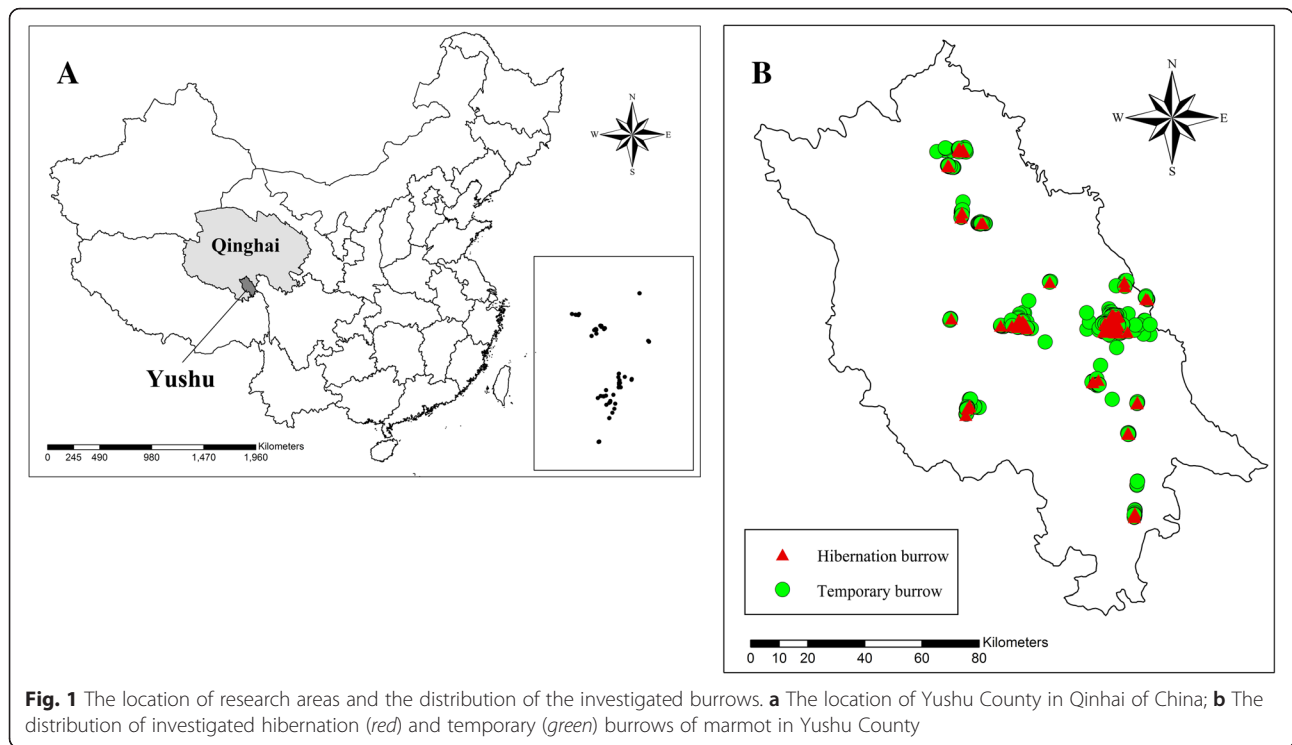 A
N
W
E
S
Qinghai
Yushu
Kilometers
0 245 490 980 1,470 1,960
B
N
W
E
S
Hibernation burrow
Temporary burrow
Kilometers
0 10 20 40 60 80
Fig. 1 The location of research areas and the distribution of the investigated burrows. a The location of Yushu County in Qinhai of China; b The
distribution of investigated hibernation (red) and temporary (green) burrows of marmot in Yushu County